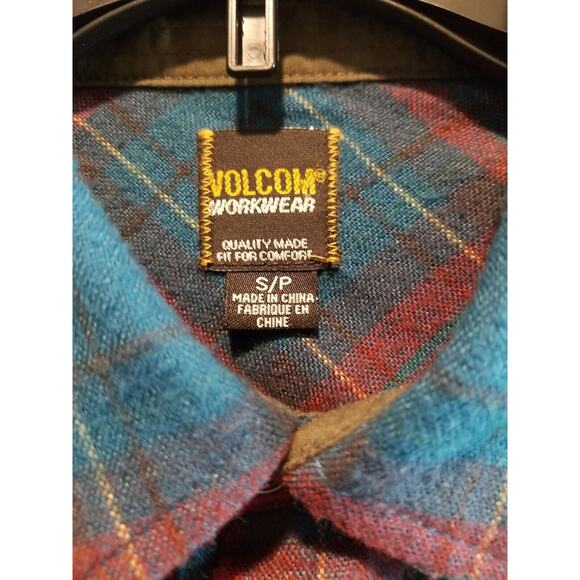 VOLCOM®
WORKWEAR
QUALITY MADE
FIT FOR COMFORT
S/P
MADE IN CHINA
FABRIQUE EN
CHINE